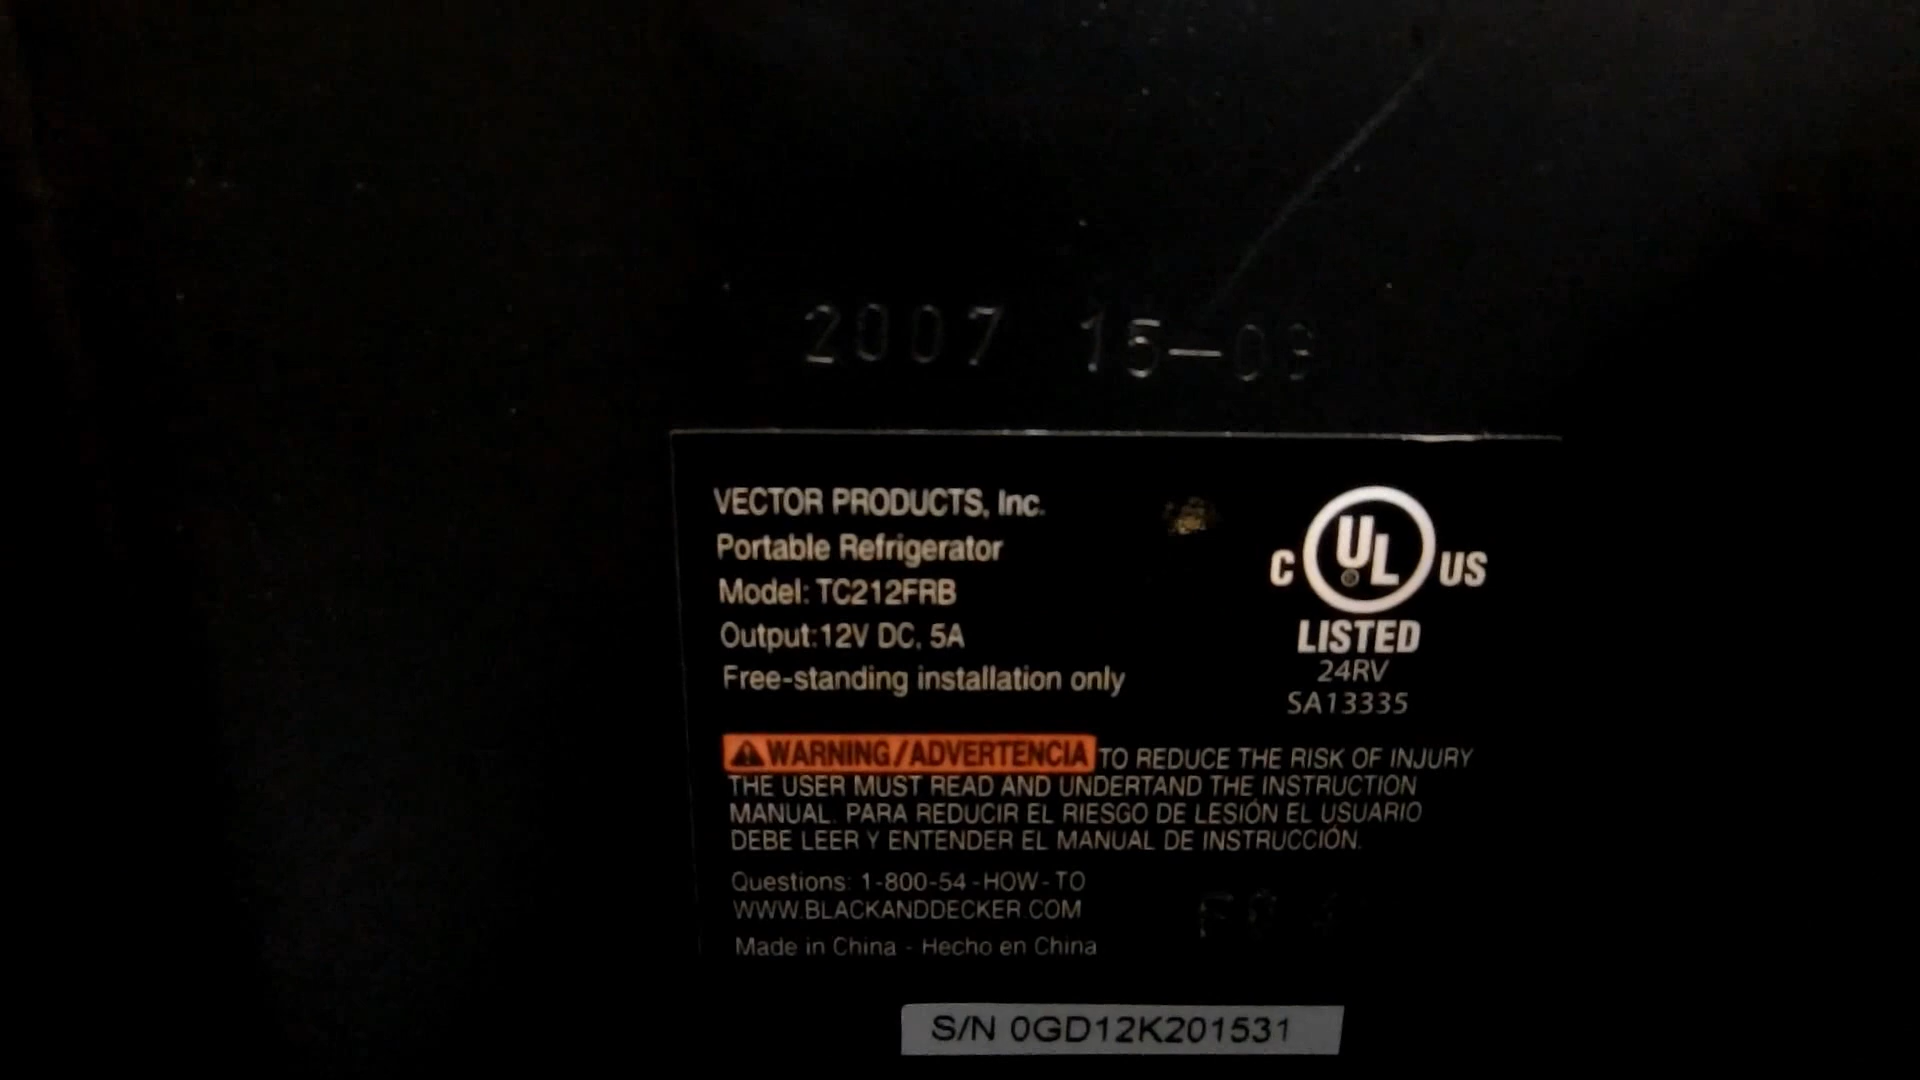 2007 15-09
VECTOR PRODUCTS, Inc.
Portable Refrigerator
Model: TC212FRB
Output:12V DC, 5A
Free-standing installation only
C UL US
®
LISTED
24RV
SA13335
WARNING/ADVERTENCIA TO REDUCE THE RISK OF INJURY
THE USER MUST READ AND UNDERTAND THE INSTRUCTION
MANUAL. PARA REDUCIR EL RIESGO DE LESIÓN EL USUARIO
DEBE LEER Y ENTENDER EL MANUAL DE INSTRUCCIÓN.
Questions: 1-800-54-HOW-TO
WWW.BLACKANDDECKER.COM
Made in China - Hecho en China
S/N 0GD12K201531